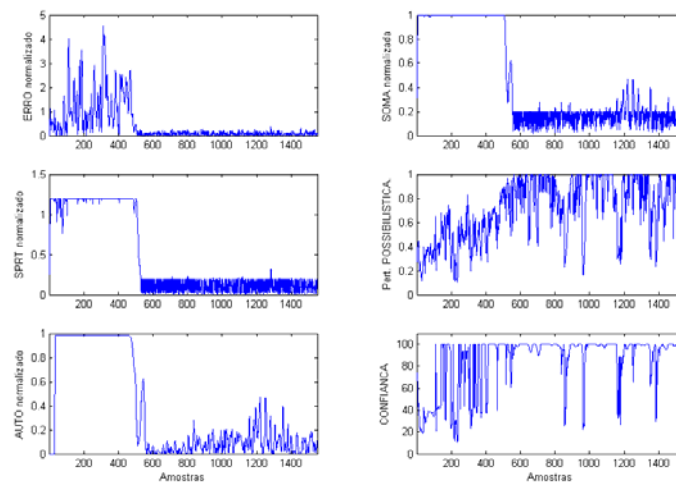 5
4
3
2
1
0
ERRO normalizado
200 400 600 800 1000 1200 1400
1
0.8
0.6
0.4
0.2
0
SOMA normalizada
200 400 600 800 1000 1200 1400
1.5
1
0.5
0
SPRT normalizado
200 400 600 800 1000 1200 1400
1
0.8
0.6
0.4
0.2
0
Pert. POSSIBILISTICA.
200 400 600 800 1000 1200 1400
1
0.8
0.6
0.4
0.2
0
AUTO normalizado
200 400 600 800 1000 1200 1400
Amostras
100
80
60
40
20
0
CONFIANCA
200 400 600 800 1000 1200 1400
Amostras